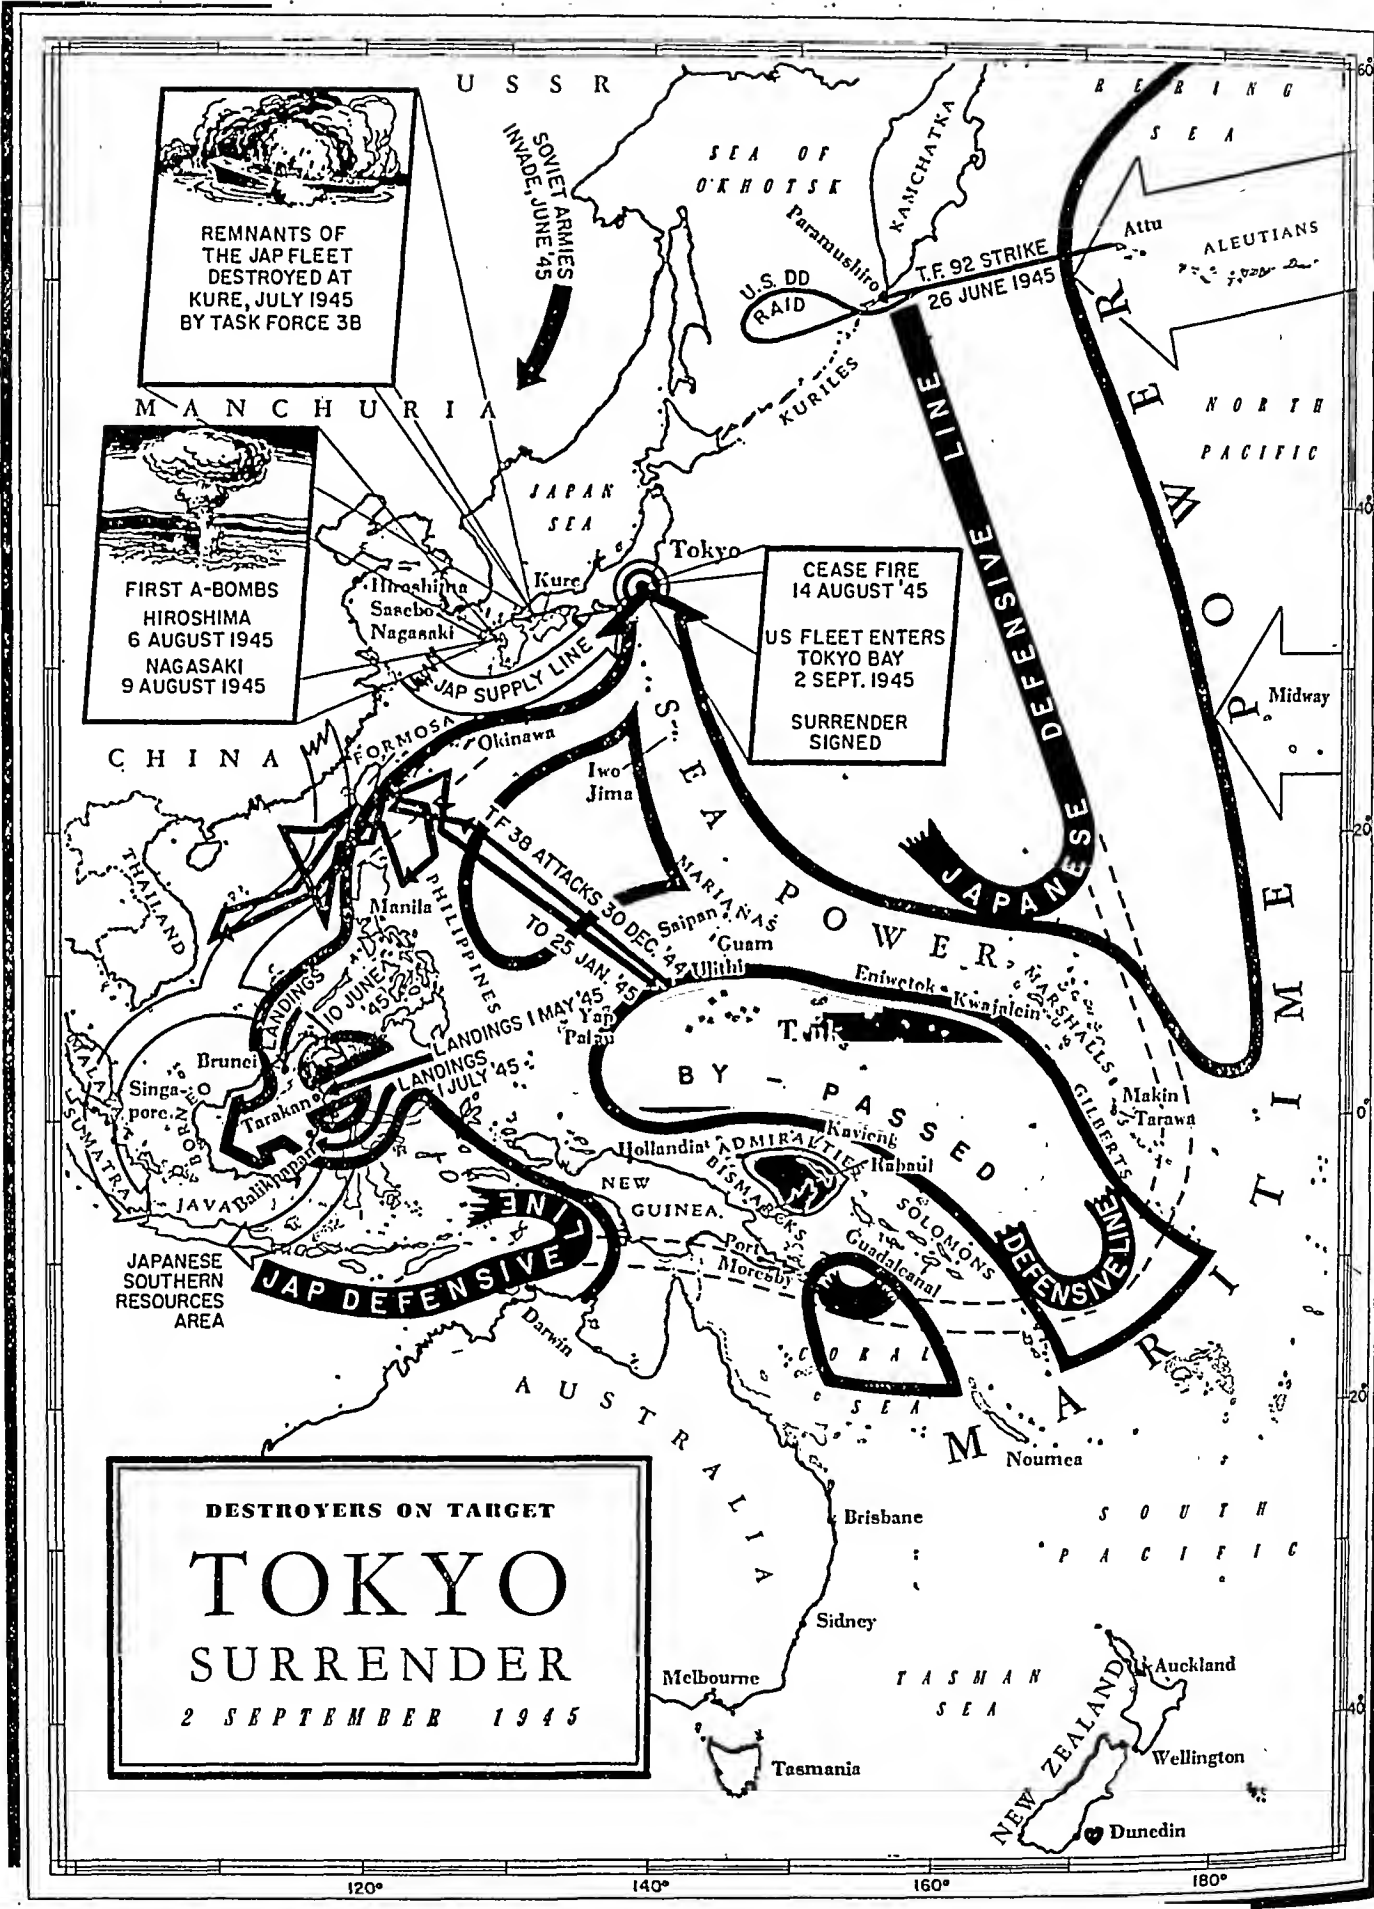 U S S R
BERING
SEA
SEA OF
O'KHOTSK
KAMCHATKA
Paramushiro
Attu
ALEUTIANS
SOVIET ARMIES
INVADE, JUNE '45
REMNANTS OF
THE JAP FLEET
DESTROYED AT
KURE, JULY 1945
BY TASK FORCE 3B
U.S. DD
RAID
T.F. 92 STRIKE
26 JUNE 1945
KURILES
MANCHURIA
NORTH
PACIFIC
FIRST A-BOMBS
HIROSHIMA
6 AUGUST 1945
NAGASAKI
9 AUGUST 1945
JAPAN
SEA
Tokyo
Kure
Hiroshima
Sasebo
Nagasaki
CEASE FIRE
14 AUGUST '45
US FLEET ENTERS
TOKYO BAY
2 SEPT. 1945
SURRENDER
SIGNED
JAP SUPPLY LINE
JAPANESE DEFENSIVE LINE
Midway
CHINA
FORMOSA
Okinawa
Iwo
Jima
SEA POWER
MARITIME POWER
TF 38 ATTACKS 30 DEC. '44
TO 25 JAN. '45
THAILAND
Manila
PHILIPPINES
MARIANAS
Saipan
Guam
Ulithi
Eniwetok
Kwajalein
MARSHALLS
LANDINGS
10 JUNE
'45
LANDINGS 1 MAY '45
LANDINGS
1 JULY '45
Yap
Palau
BY-PASSED
MALA
SUMATRA
Singa-
pore
BORNEO
Brunei
Tarakan
Balikpapan
JAVA
GILBERTS
Makin
Tarawa
Hollandia
ADMIRALTIES
Kavieng
Rabaul
BISMARCKS
NEW
GUINEA
SOLOMONS
Guadalcanal
Port
Moresby
JAP DEFENSIVE LINE
DEFENSIVE LINE
JAPANESE
SOUTHERN
RESOURCES
AREA
Darwin
CORAL
SEA
AUSTRALIA
Noumea
DESTROYERS ON TARGET
TOKYO
SURRENDER
2 SEPTEMBER 1945
Brisbane
SOUTH
PACIFIC
Sidney
Melbourne
TASMAN
SEA
Tasmania
NEW ZEALAND
Auckland
Wellington
Dunedin
60°
40°
20°
0°
20°
40°
120°
140°
160°
180°